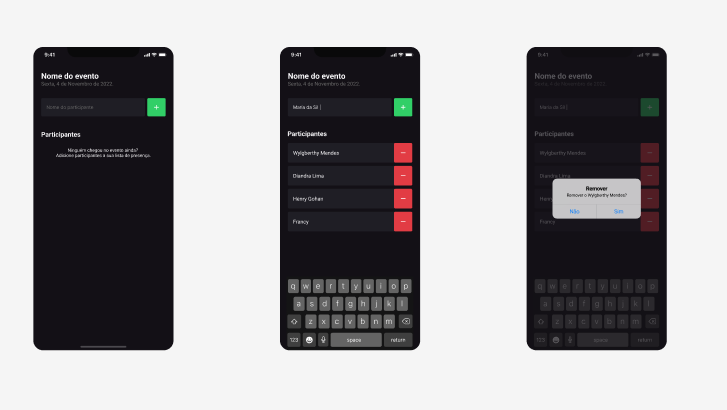 9:41
Nome do evento
Sexta, 4 de Novembro de 2022.
Nome do participante
+
Participantes
Ninguém chegou no evento ainda?
Adicione participantes a sua lista de presença.
9:41
Nome do evento
Sexta, 4 de Novembro de 2022.
Maria da Sil |
+
Participantes
Wylgberthy Mendes
−
Diandra Lima
−
Harry Gohan
−
Francy
−
q w e r t y u i o p
a s d f g h j k l
z x c v b n m
123 space return
9:41
Nome do evento
Sexta, 4 de Novembro de 2022.
Maria da Sil|
+
Participantes
Wylgberthy Mendes
−
Diandra Lima
−
Remover
Remover o Wylgberthy Mendes?
Não Sim
Francy
−
q w e r t y u i o p
a s d f g h j k l
z x c v b n m
123 space return